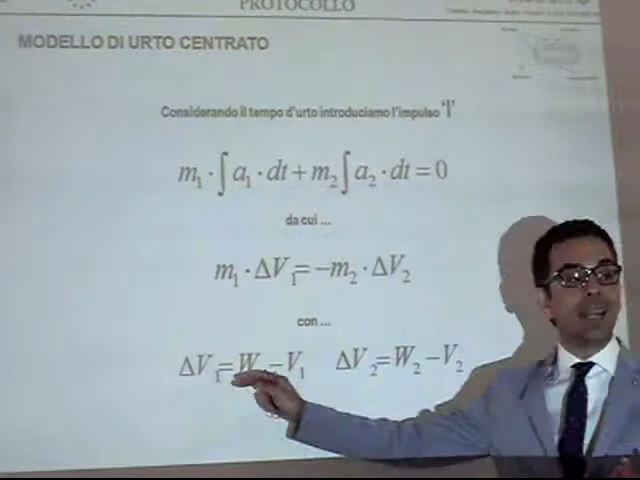 PROTOCOLLO
MODELLO DI URTO CENTRATO
Considerando il tempo d'urto introduciamo l'impulso "I"
m₁ · ∫ a₁ · dt + m₂ ∫ a₂ · dt = 0
da cui ...
m₁ · ΔV₁ = −m₂ · ΔV₂
con ...
ΔV₁ = W − V₁ ΔV₂ = W₂ − V₂